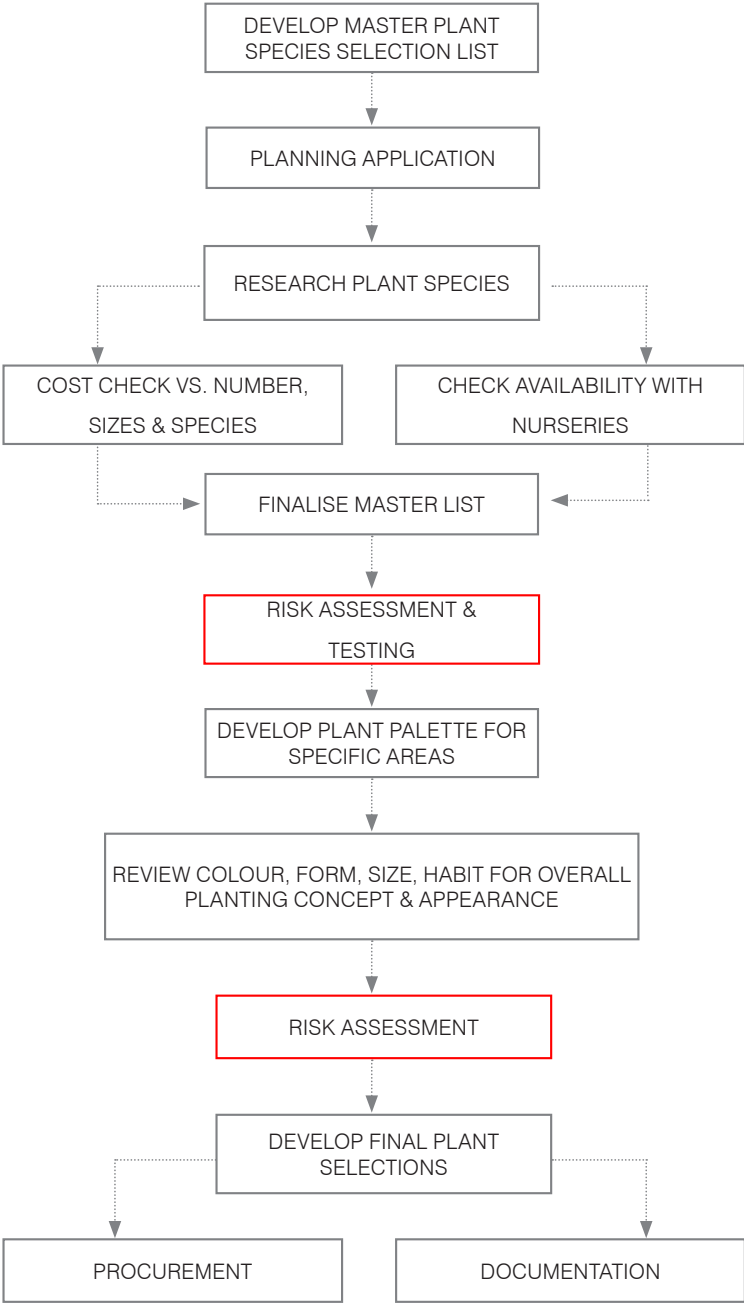 DEVELOP MASTER PLANT
SPECIES SELECTION LIST
PLANNING APPLICATION
RESEARCH PLANT SPECIES
COST CHECK VS. NUMBER,
SIZES & SPECIES
CHECK AVAILABILITY WITH
NURSERIES
FINALISE MASTER LIST
RISK ASSESSMENT &
TESTING
DEVELOP PLANT PALETTE FOR
SPECIFIC AREAS
REVIEW COLOUR, FORM, SIZE, HABIT FOR OVERALL
PLANTING CONCEPT & APPEARANCE
RISK ASSESSMENT
DEVELOP FINAL PLANT
SELECTIONS
PROCUREMENT
DOCUMENTATION